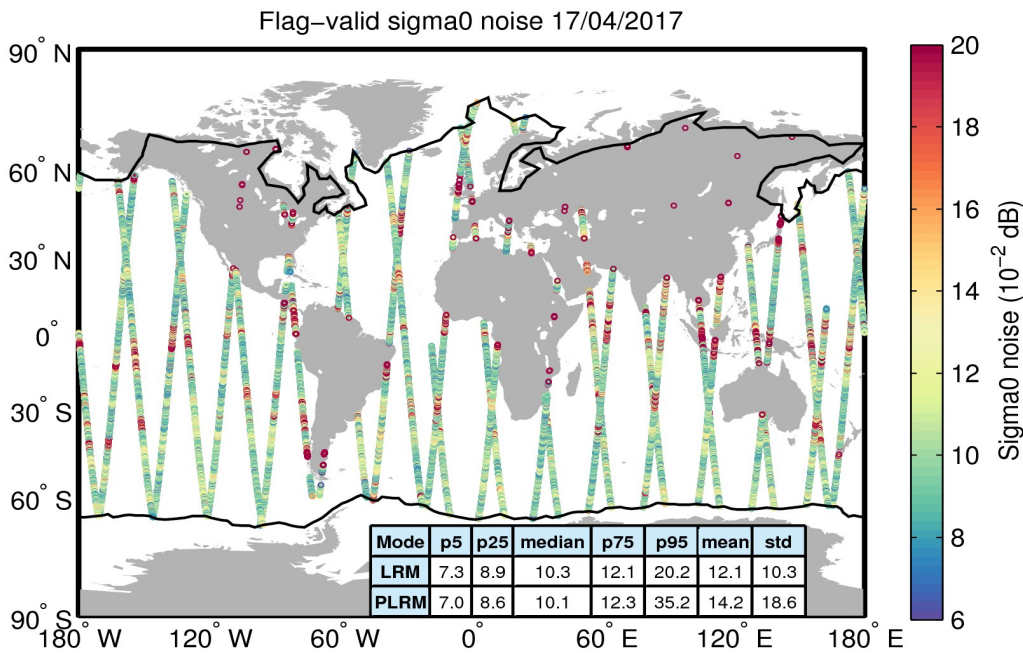 Flag−valid sigma0 noise 17/04/2017
90° N
60° N
30° N
0°
30° S
60° S
90° S
180° W
120° W
60° W
0°
60° E
120° E
180° E
Mode p5 p25 median p75 p95 mean std
LRM 7.3 8.9 10.3 12.1 20.2 12.1 10.3
PLRM 7.0 8.6 10.1 12.3 35.2 14.2 18.6
20
18
16
14
12
10
8
6
Sigma0 noise (10⁻² dB)